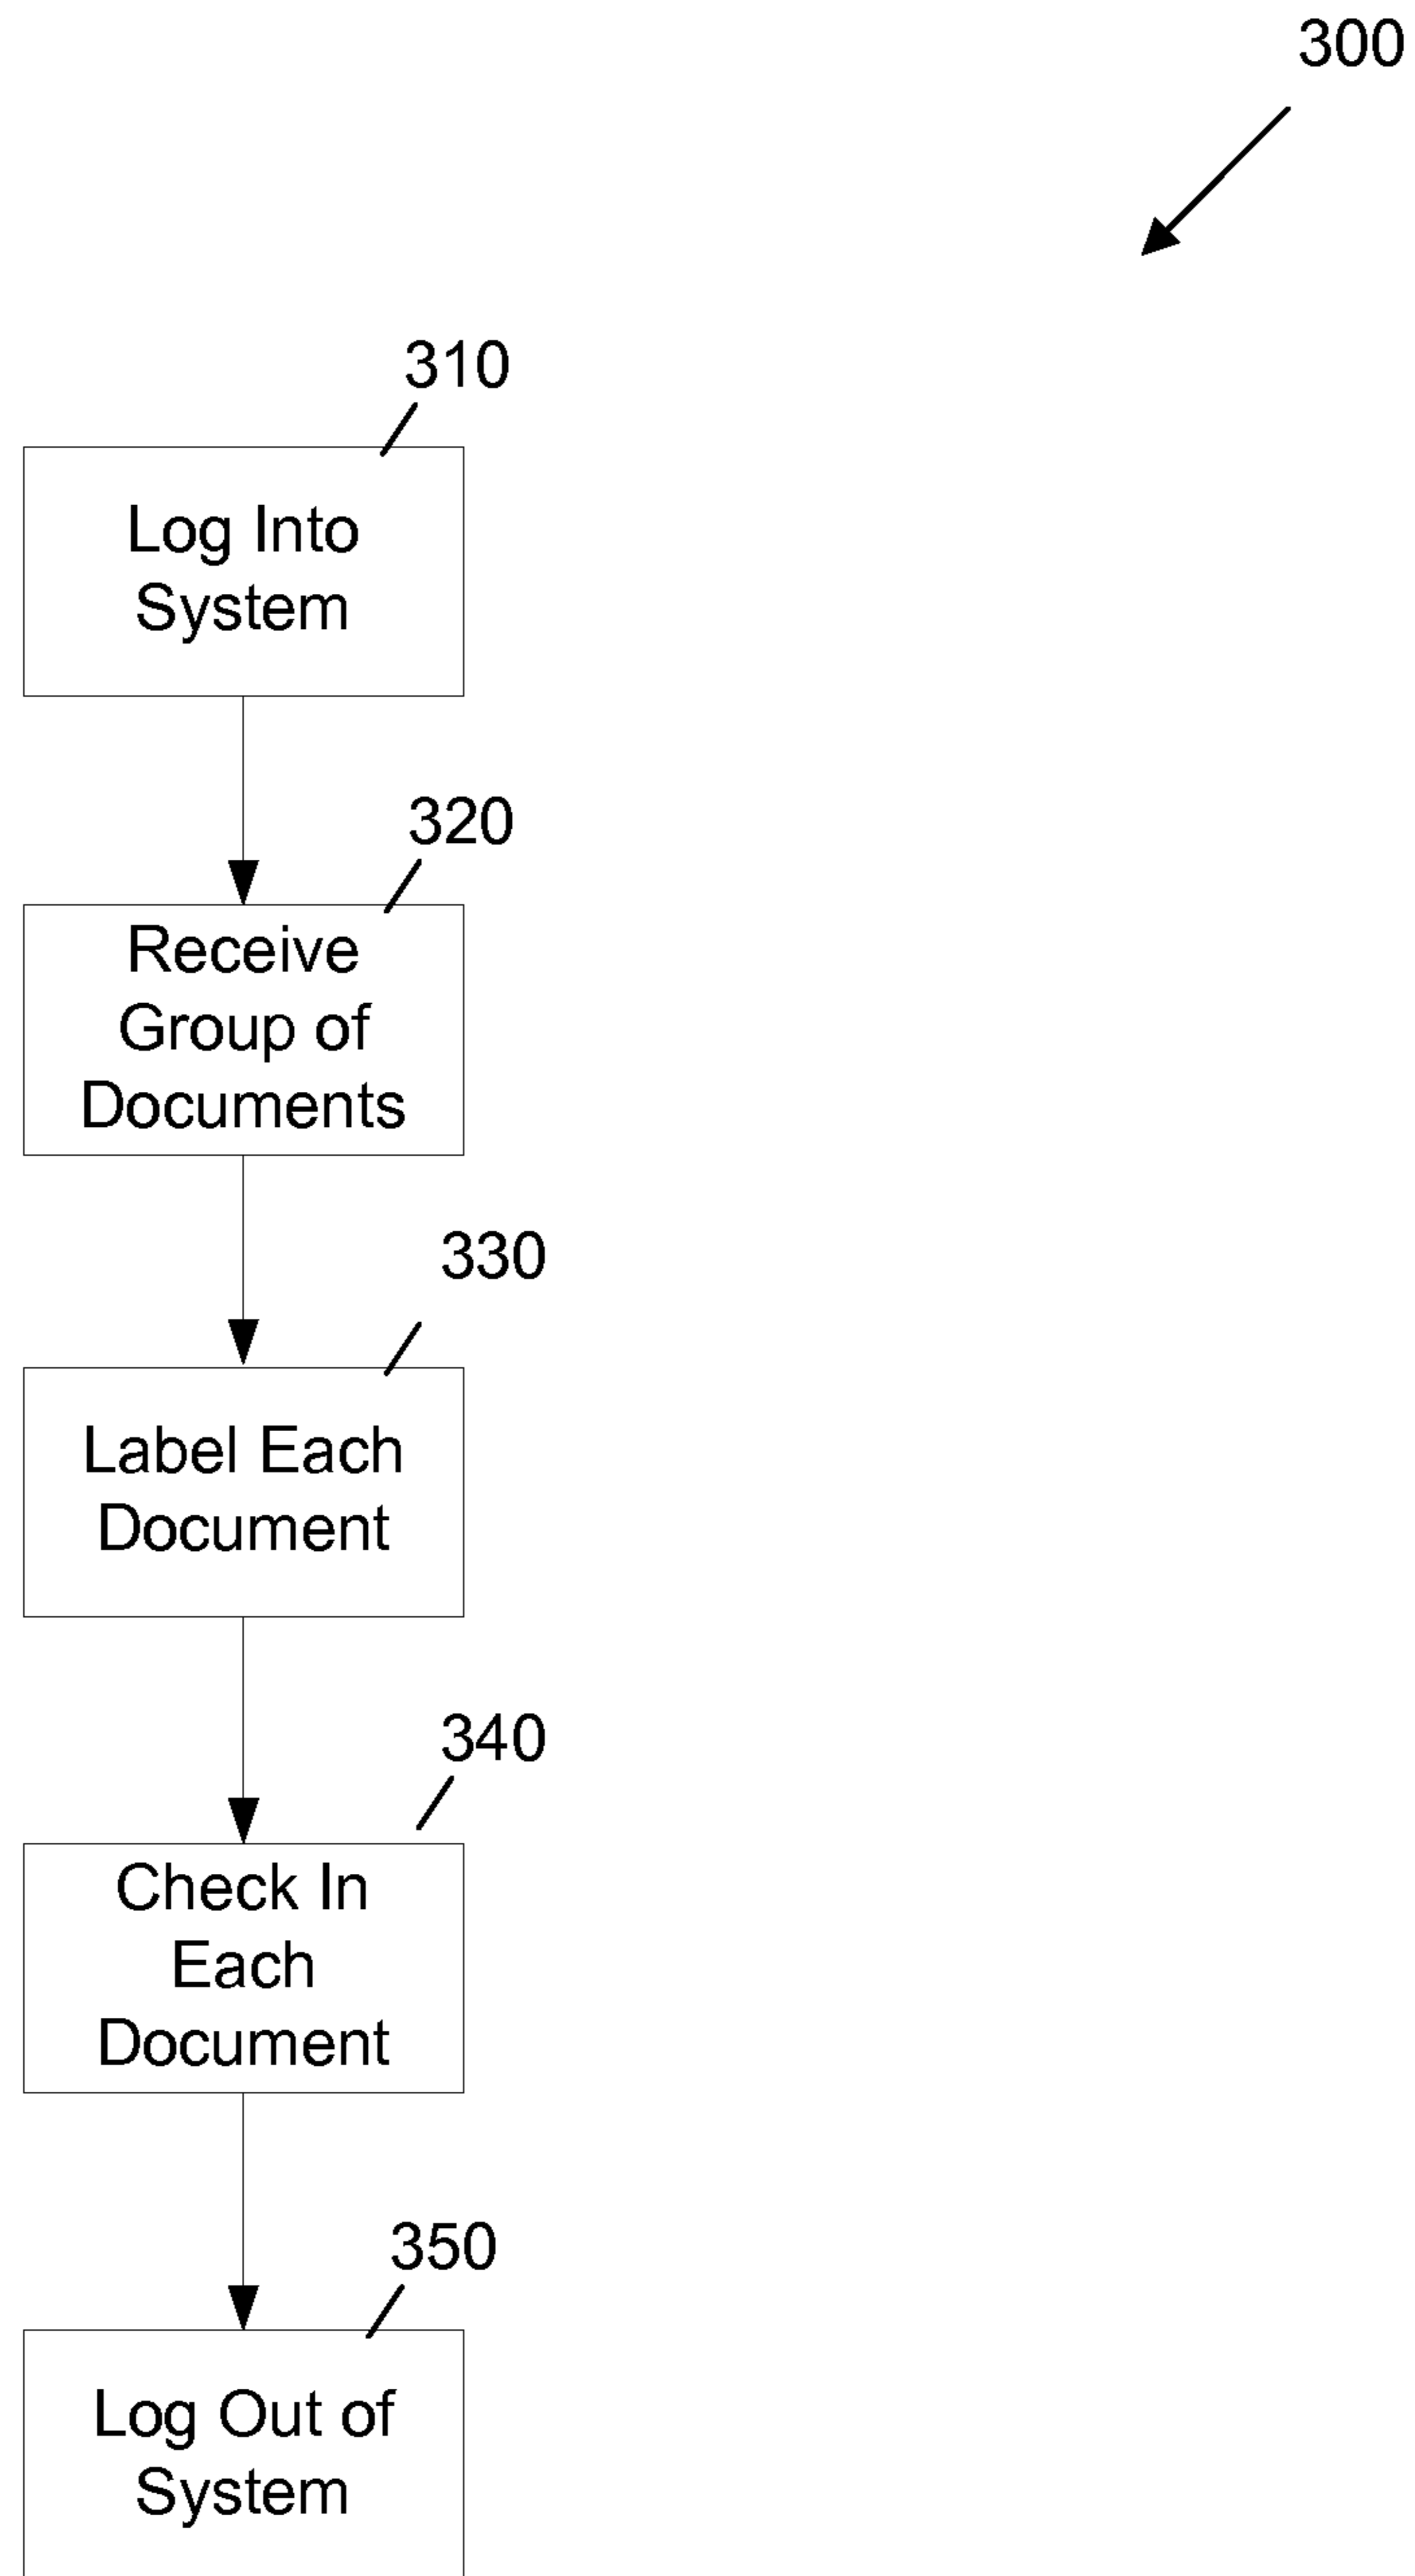 300
310
Log Into
System
320
Receive
Group of
Documents
330
Label Each
Document
340
Check In
Each
Document
350
Log Out of
System